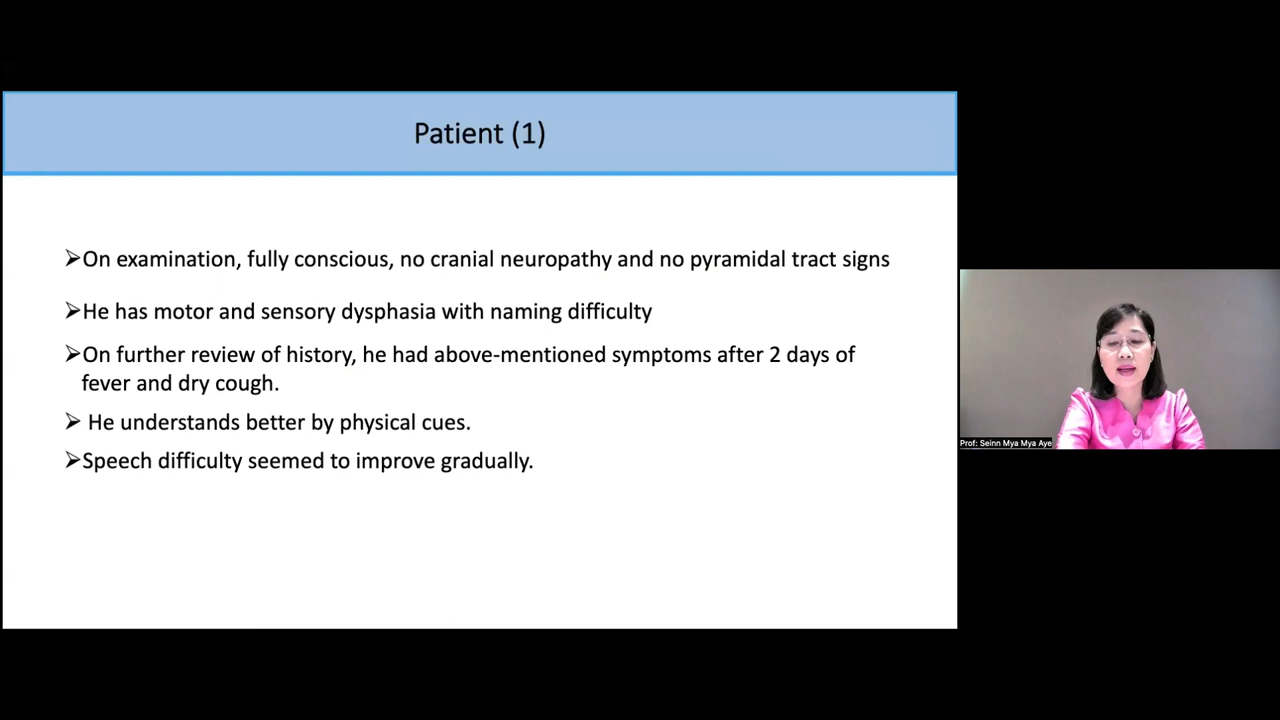 Patient (1)
➢On examination, fully conscious, no cranial neuropathy and no pyramidal tract signs
➢He has motor and sensory dysphasia with naming difficulty
➢On further review of history, he had above-mentioned symptoms after 2 days of
fever and dry cough.
➢ He understands better by physical cues.
➢Speech difficulty seemed to improve gradually.
Prof: Seinn Mya Mya Aye